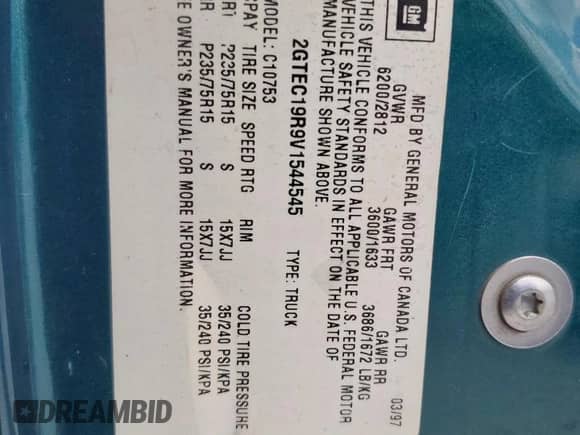 GM
MFD BY GENERAL MOTORS OF CANADA LTD.
03/97
GVWR GAWR FRT GAWR RR
6200/2812 3600/1633 3686/1672 LB/KG
THIS VEHICLE CONFORMS TO ALL APPLICABLE U.S. FEDERAL MOTOR
VEHICLE SAFETY STANDARDS IN EFFECT ON THE DATE OF
MANUFACTURE SHOWN ABOVE.
2GTEC19R9V1544545 TYPE: TRUCK
MODEL: C10753
PAY TIRE SIZE SPEED RTG RIM COLD TIRE PRESSURE
P235/75R15 S 15X7JJ 35/240 PSI/KPA
P235/75R15 S 15X7JJ 35/240 PSI/KPA
OWNER'S MANUAL FOR MORE INFORMATION.
DREAMBID